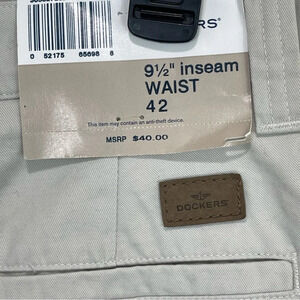 0 52175 65698 8
ERS®
9½" inseam
WAIST
42
This item may contain an anti-theft device.
MSRP $40.00
DOCKERS®